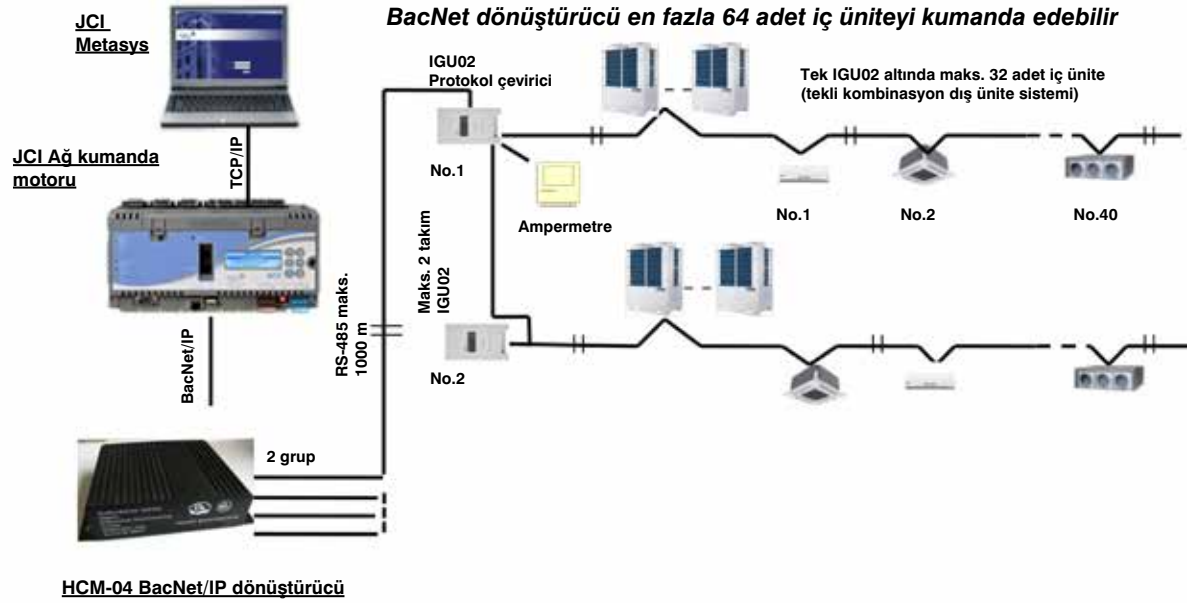 BacNet dönüştürücü en fazla 64 adet iç üniteyi kumanda edebilir
JCI
Metasys
IGU02
Protokol çevirici
Tek IGU02 altında maks. 32 adet iç ünite
(tekli kombinasyon dış ünite sistemi)
TCP/IP
JCI Ağ kumanda
motoru
No.1
Ampermetre
No.1
No.2
No.40
Maks. 2 takım
IGU02
RS-485 maks.
1000 m
No.2
BacNet/IP
2 grup
HCM-04 BacNet/IP dönüştürücü